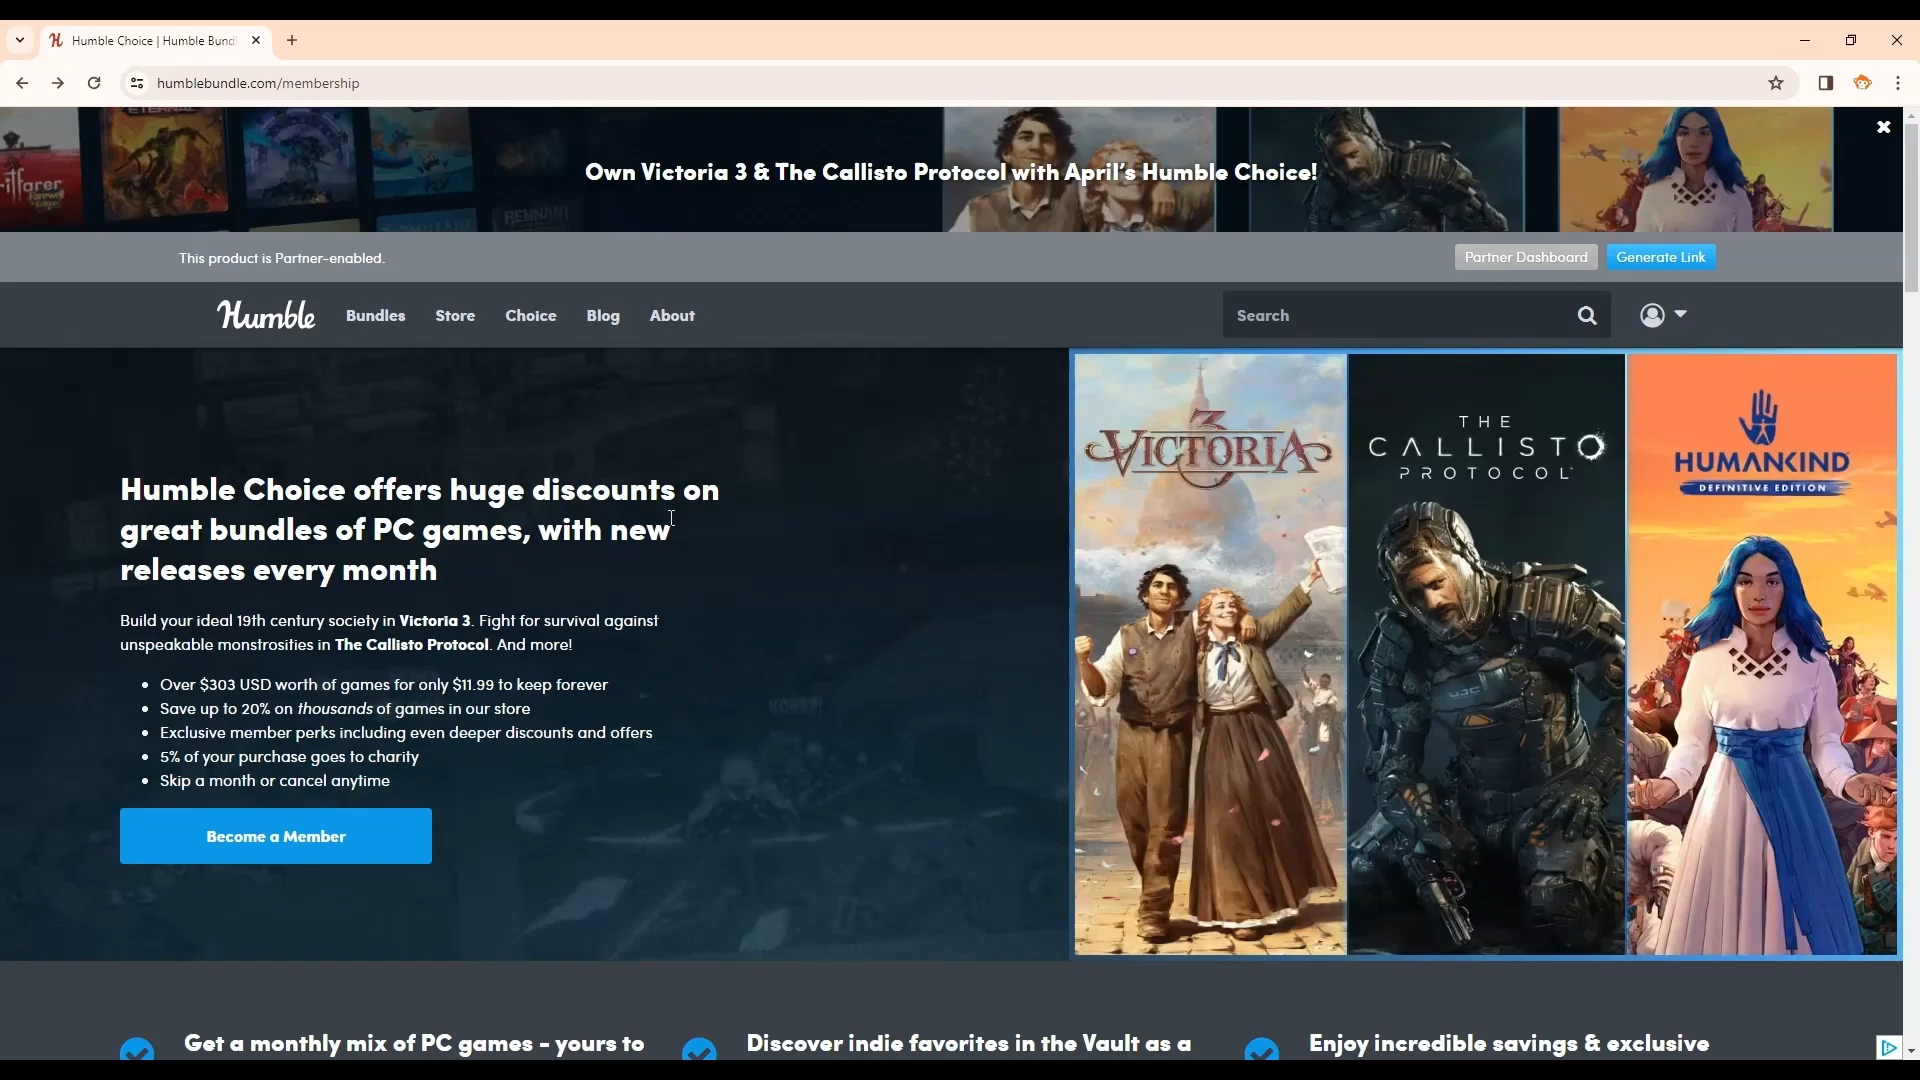 Humble Choice | Humble Bundl
humblebundle.com/membership
ETERNAL
itfarer
REMNANT
Own Victoria 3 & The Callisto Protocol with April's Humble Choice!
This product is Partner-enabled.
Partner Dashboard
Generate Link
Humble
Bundles
Store
Choice
Blog
About
Search
Humble Choice offers huge discounts on
great bundles of PC games, with new
releases every month
Build your ideal 19th century society in Victoria 3. Fight for survival against
unspeakable monstrosities in The Callisto Protocol. And more!
• Over $303 USD worth of games for only $11.99 to keep forever
• Save up to 20% on thousands of games in our store
• Exclusive member perks including even deeper discounts and offers
• 5% of your purchase goes to charity
• Skip a month or cancel anytime
Become a Member
VICTORIA
3
THE
CALLISTO
PROTOCOL
HUMANKIND
DEFINITIVE EDITION
Get a monthly mix of PC games - yours to
Discover indie favorites in the Vault as a
Enjoy incredible savings & exclusive